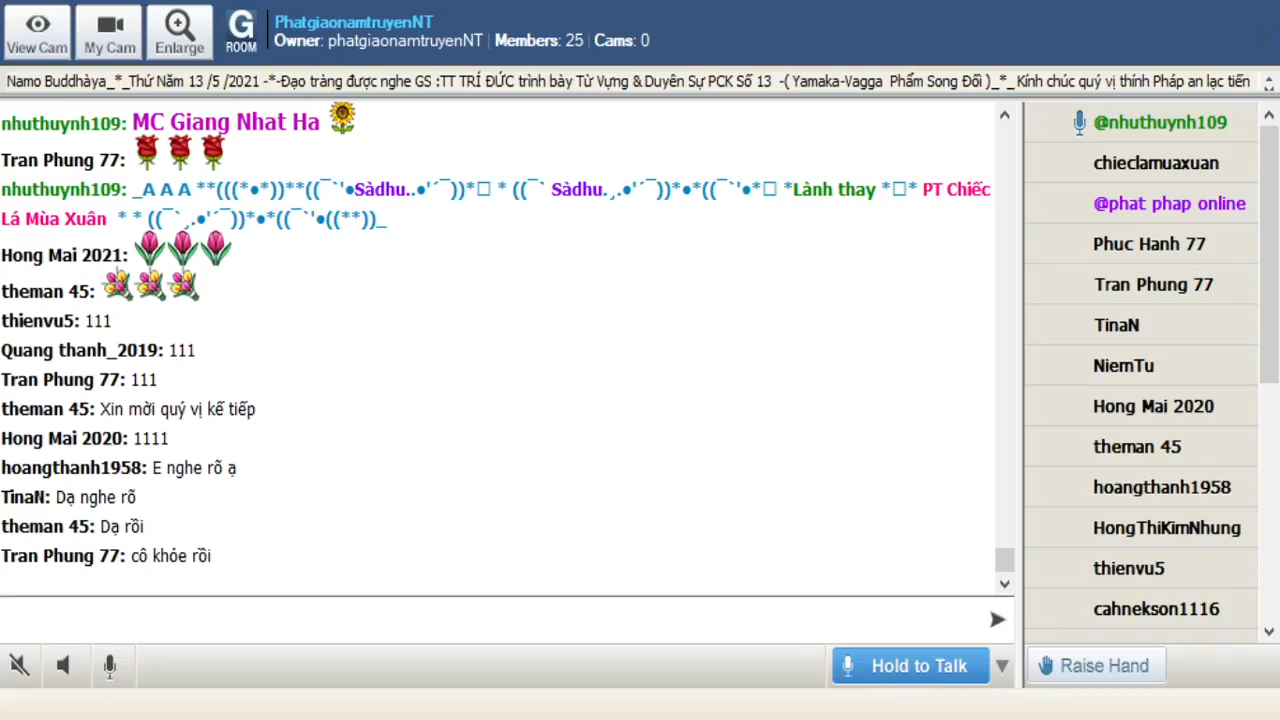 View Cam
My Cam
Enlarge
G
ROOM
PhatgiaonamtruyenNT
Owner: phatgiaonamtruyenNT | Members: 25 | Cams: 0
Namo Buddhàya_*_Thứ Năm 13 /5 /2021 -*-Đạo tràng được nghe GS :TT TRÍ ĐỨC trình bày Từ Vựng & Duyên Sự PCK Số 13 -( Yamaka-Vagga Phẩm Song Đối )_*_ Kính chúc quý vị thính Pháp an lạc tiến
nhuthuynh109: MC Giang Nhat Ha
Tran Phung 77:
nhuthuynh109: _A A A **(((*●*))**((¯`'●Sàdhu..●'´¯))*□ * ((¯` Sàdhu.¸.●'´¯))*●*((¯`'●*□ *Lành thay *□* PT Chiếc
Lá Mùa Xuân * * ((¯`¸.●'´¯))*●*((¯`'●((**))_
Hong Mai 2021:
theman 45:
thienvu5: 111
Quang thanh_2019: 111
Tran Phung 77: 111
theman 45: Xin mời quý vị kế tiếp
Hong Mai 2020: 1111
hoangthanh1958: E nghe rõ ạ
TinaN: Dạ nghe rõ
theman 45: Dạ rồi
Tran Phung 77: cô khỏe rồi
@nhuthuynh109
chieclamuaxuan
@phat phap online
Phuc Hanh 77
Tran Phung 77
TinaN
NiemTu
Hong Mai 2020
theman 45
hoangthanh1958
HongThiKimNhung
thienvu5
cahnekson1116
Hold to Talk
Raise Hand